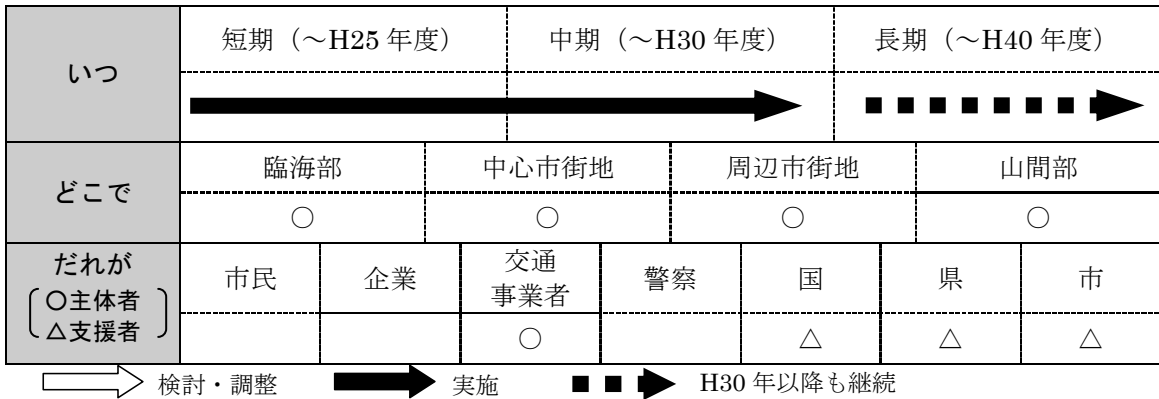 いつ
短期（～H25 年度） 中期（～H30 年度） 長期（～H40 年度）
どこで
臨海部 中心市街地 周辺市街地 山間部
○ ○ ○ ○
だれが
○主体者
△支援者
市民 企業 交通事業者 警察 国 県 市
○ △ △ △
検討・調整 実施 H30 年以降も継続